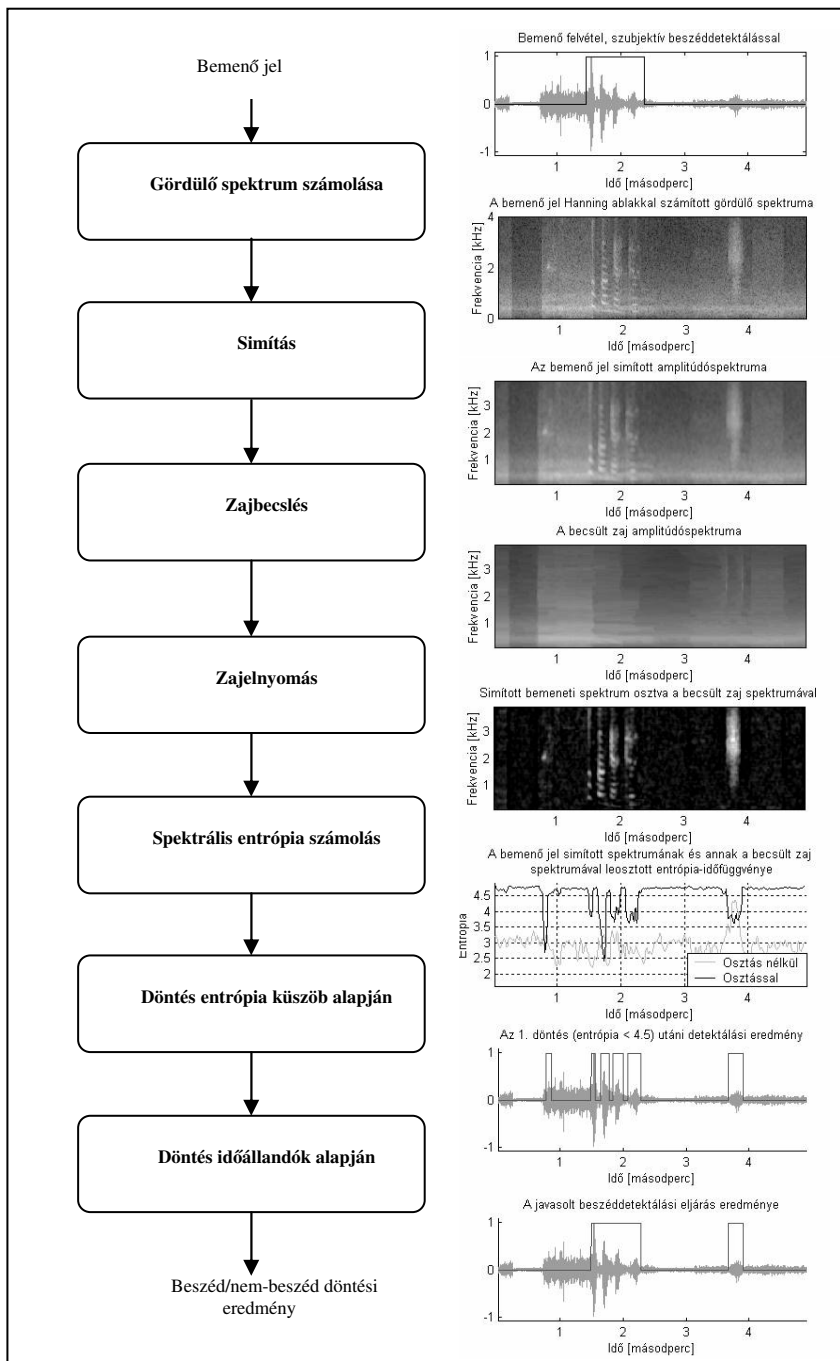 Bemenő jel
Gördülő spektrum számolása
Simítás
Zajbecslés
Zajelnyomás
Spektrális entrópia számolás
Döntés entrópia küszöb alapján
Döntés időállandók alapján
Beszéd/nem-beszéd döntési
eredmény
Bemenő felvétel, szubjektív beszéddetektálással
1
0
-1
1 2 3 4
Idő [másodperc]
A bemenő jel Hanning ablakkal számított gördülő spektruma
Frekvencia [kHz]
4
2
0
1 2 3 4
Idő [másodperc]
Az bemenő jel simított amplitúdóspektruma
Frekvencia [kHz]
3
2
1
1 2 3 4
Idő [másodperc]
A becsült zaj amplitúdóspektruma
Frekvencia [kHz]
3
2
1
1 2 3 4
Idő [másodperc]
Simított bemeneti spektrum osztva a becsült zaj spektrumával
Frekvencia [kHz]
3
2
1
1 2 3 4
Idő [másodperc]
A bemenő jel simított spektrumának és annak a becsült zaj
spektrumával leosztott entrópia-időfüggvénye
Entrópia
4.5
4
3.5
3
2.5
2
Osztás nélkül
Osztással
1 2 3 4
Idő [másodperc]
Az 1. döntés (entrópia < 4.5) utáni detektálási eredmény
1
0
-1
1 2 3 4
Idő [másodperc]
A javasolt beszéddetektálási eljárás eredménye
1
0
-1
1 2 3 4
Idő [másodperc]